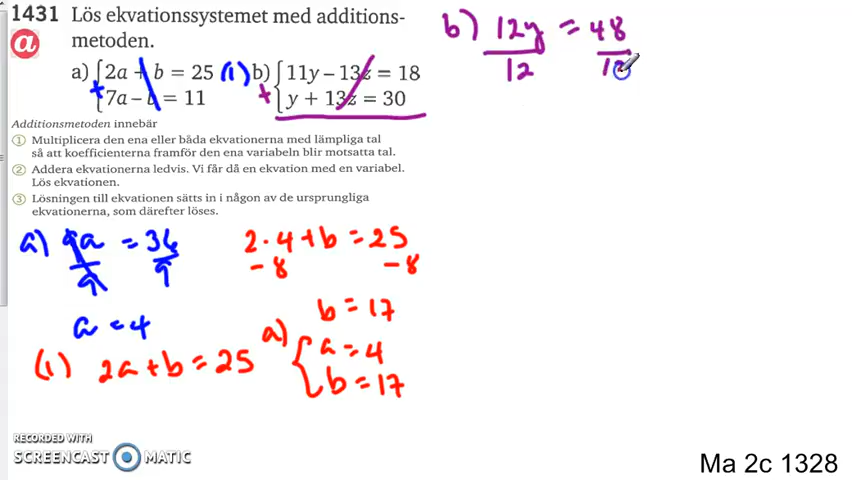 1431 Lös ekvationssystemet med additions-
metoden.
a
a) { 2a + b = 25 (1)
+ 7a – b = 11
b) { 11y – 13z = 18
+ y + 13z = 30
Additionsmetoden innebär
1 Multiplicera den ena eller båda ekvationerna med lämpliga tal
så att koefficienterna framför den ena variabeln blir motsatta tal.
2 Addera ekvationerna ledvis. Vi får då en ekvation med en variabel.
Lös ekvationen.
3 Lösningen till ekvationen sätts in i någon av de ursprungliga
ekvationerna, som därefter löses.
a) 9a/9 = 36/9
a = 4
(1) 2a + b = 25
2 · 4 + b = 25
– 8 – 8
b = 17
a) { a = 4
b = 17
b) 12y/12 = 48/12
RECORDED WITH
SCREENCAST MATIC
Ma 2c 1328